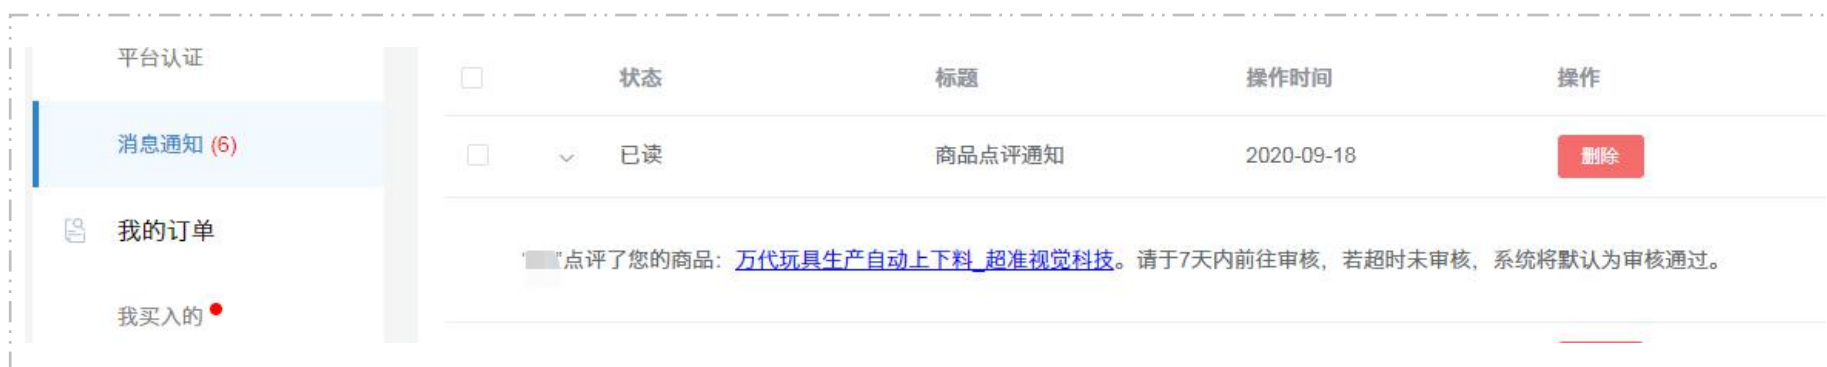 平台认证
状态 标题 操作时间 操作
消息通知 (6)
已读 商品点评通知 2020-09-18 删除
我的订单
"点评了您的商品：万代玩具生产自动上下料_超准视觉科技。请于7天内前往审核，若超时未审核，系统将默认为审核通过。
我买入的